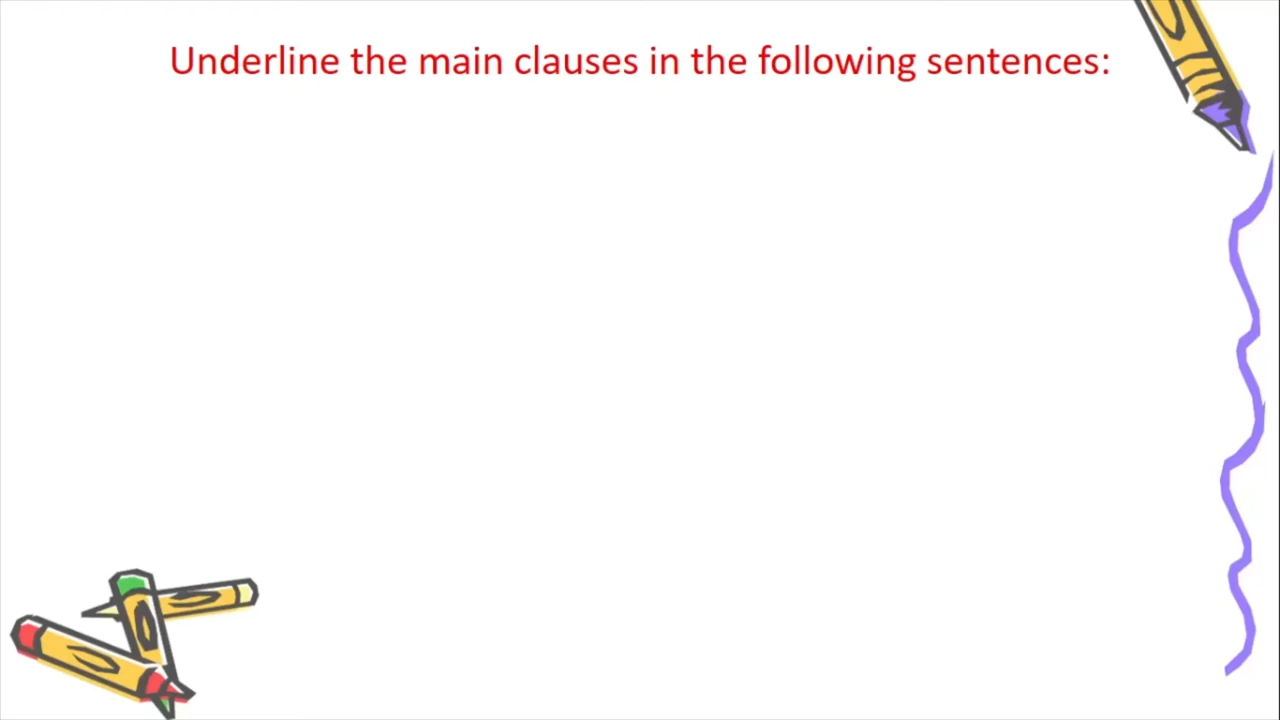 Underline the main clauses in the following sentences: